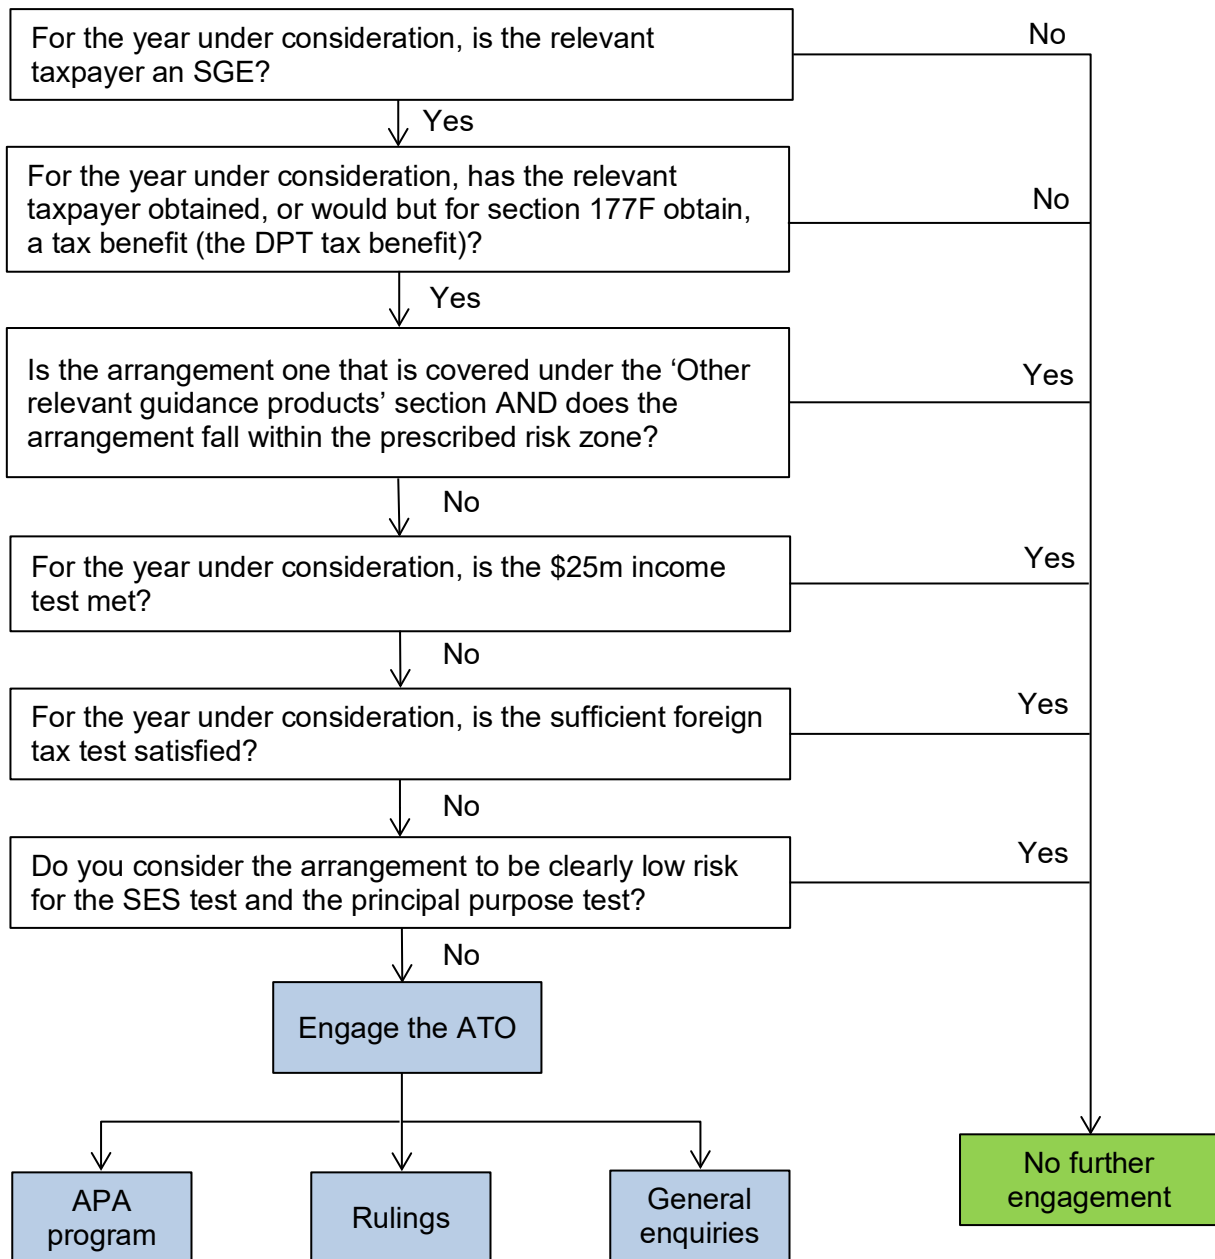 For the year under consideration, is the relevant
taxpayer an SGE?
No
Yes
For the year under consideration, has the relevant
taxpayer obtained, or would but for section 177F obtain,
a tax benefit (the DPT tax benefit)?
No
Yes
Is the arrangement one that is covered under the ‘Other
relevant guidance products’ section AND does the
arrangement fall within the prescribed risk zone?
Yes
No
For the year under consideration, is the $25m income
test met?
Yes
No
For the year under consideration, is the sufficient foreign
tax test satisfied?
Yes
No
Do you consider the arrangement to be clearly low risk
for the SES test and the principal purpose test?
Yes
No
Engage the ATO
APA
program
Rulings
General
enquiries
No further
engagement